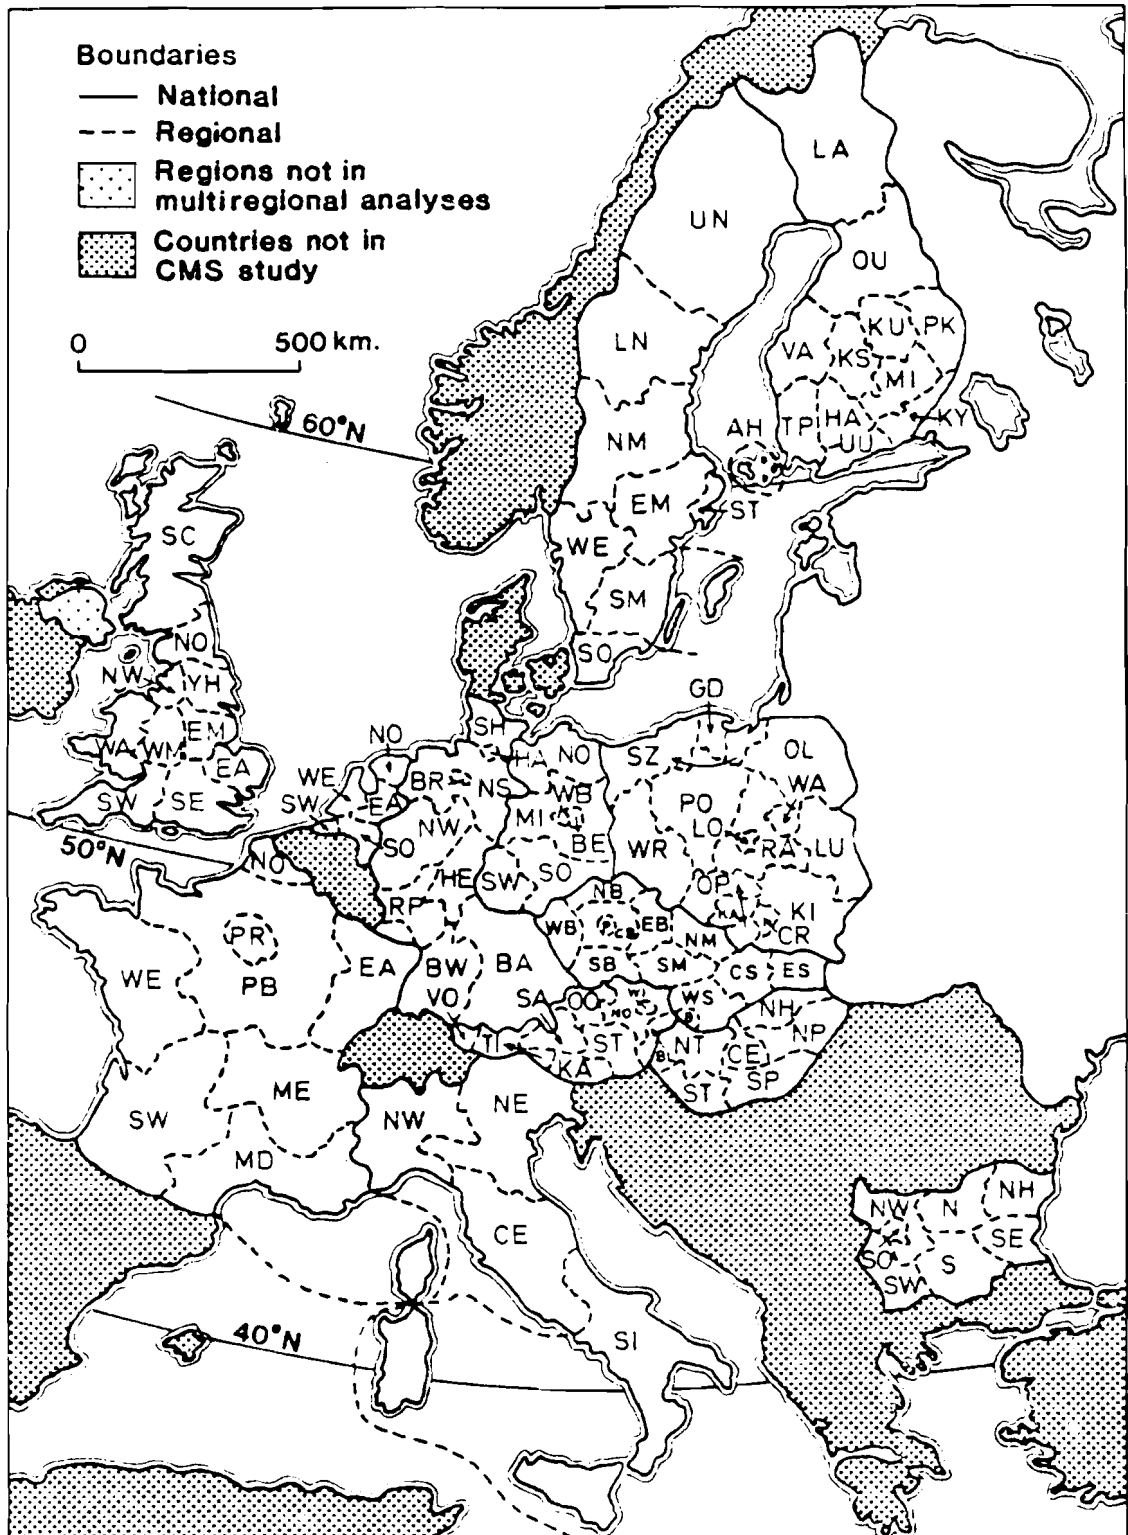 Boundaries
National
Regional
Regions not in
multiregional analyses
Countries not in
CMS study
0 500 km.
60°N
50°N
40°N
LA
UN
OU
LN
VA
KU
PK
KS
MI
NM
AH
TP
HA
KY
UU
EM
ST
WE
SM
SO
SC
NO
NW
YH
EM
WA
WM
EA
SW
SE
NO
WE
SW
EA
SO
SH
HA
BR
NS
NW
HE
RP
BW
BA
NO
WB
MI
BE
SW
SO
GD
SZ
OL
WA
PO
LO
WR
RA
LU
OP
KA
KI
CR
NB
WB
P
CB
EB
NM
SB
SM
CS
ES
WS
B
VO
SA
OO
WI
NO
TI
ST
KA
B
NH
NP
NT
CE
ST
SP
NO
PR
WE
PB
EA
SW
ME
MD
NW
NE
CE
SI
NW
N
NH
SO
SW
S
SE